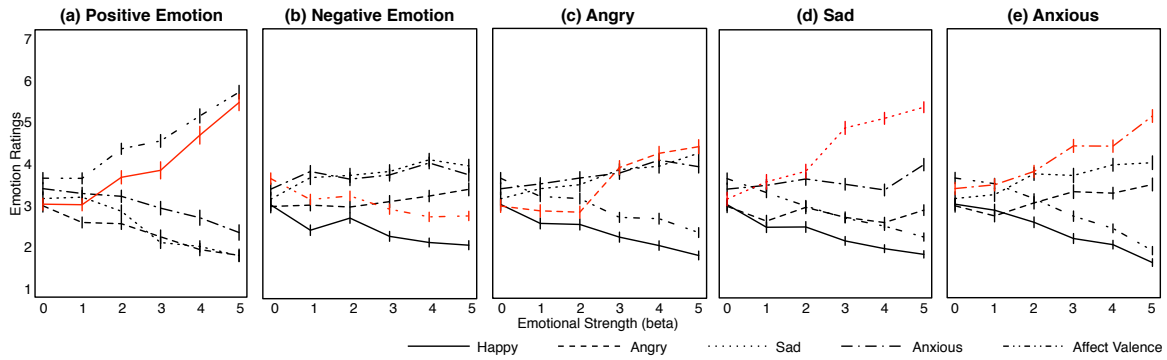 (a) Positive Emotion (b) Negative Emotion (c) Angry (d) Sad (e) Anxious
Emotion Ratings
7
6
5
4
3
2
1
0 1 2 3 4 5 0 1 2 3 4 5 0 1 2 3 4 5 0 1 2 3 4 5 0 1 2 3 4 5
Emotional Strength (beta)
Happy Angry Sad Anxious Affect Valence